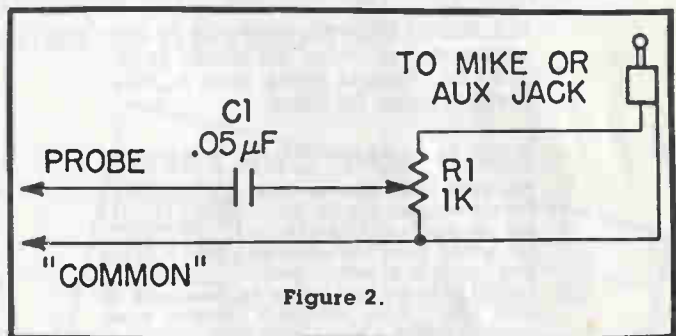 TO MIKE OR
AUX JACK
C1
.05µF
PROBE
R1
1K
"COMMON"
Figure 2.